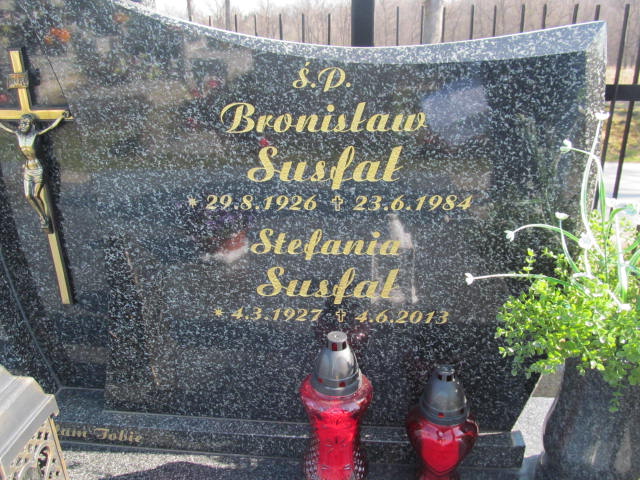 Ś.P.
Bronisław
Susfał
* 29.8.1926 ✝ 23.6.1984
Stefania
Susfał
* 4.3.1927 ✝ 4.6.2013
Tobie